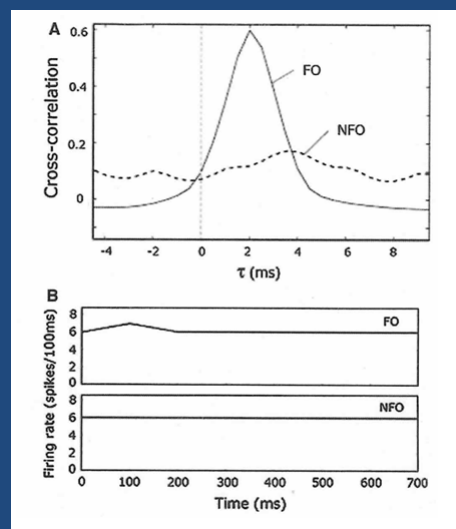 A
0.6
FO
0.4
NFO
0.2
0
Cross-correlation
-4 -2 0 2 4 6 8
τ (ms)
B
8
6
4
2
0
FO
8
6
4
2
0
NFO
Firing rate (spikes/100ms)
0 100 200 300 400 500 600 700
Time (ms)